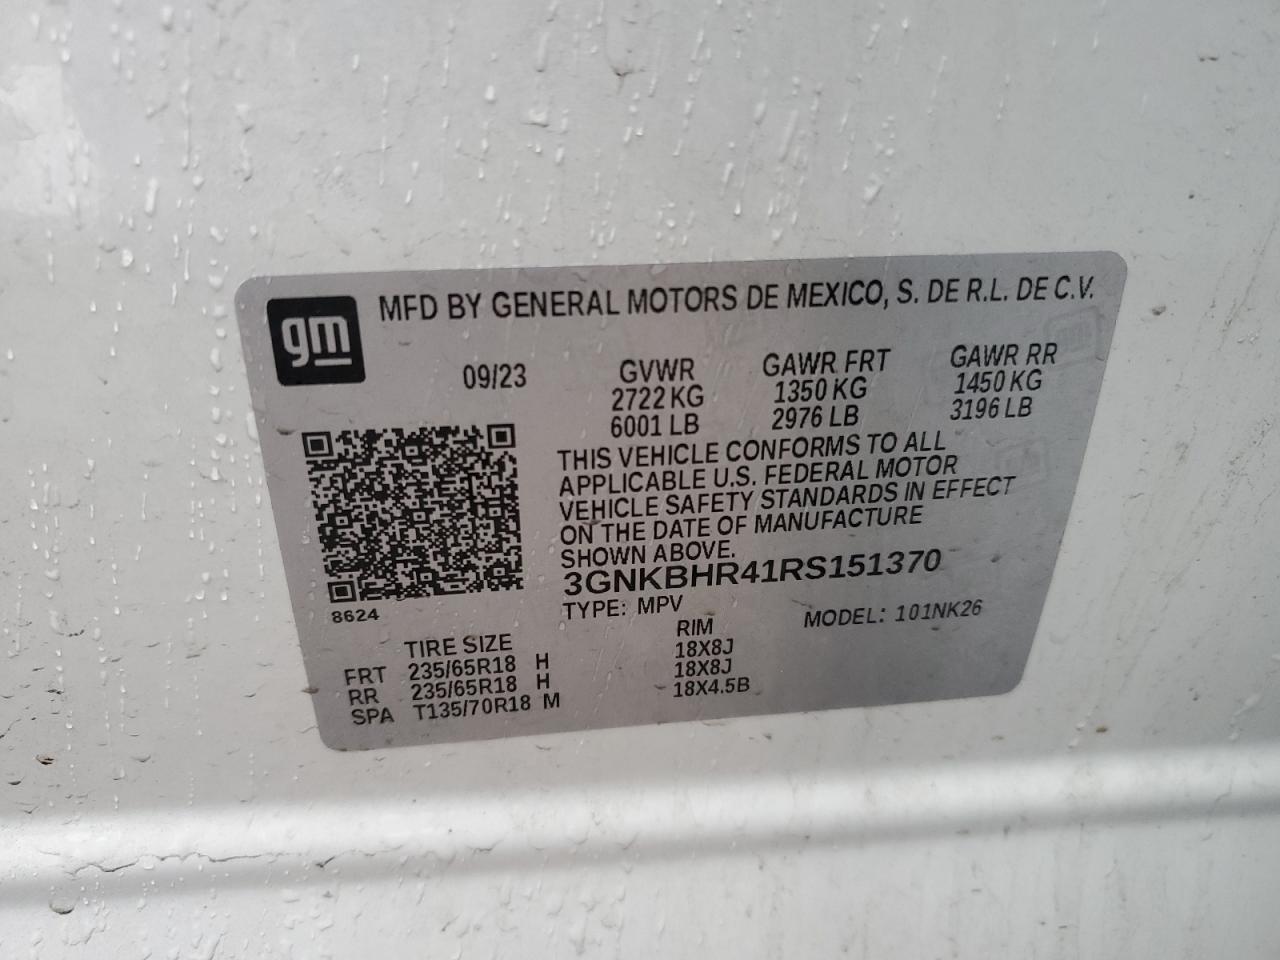 gm
MFD BY GENERAL MOTORS DE MEXICO, S. DE R.L. DE C.V.
09/23
GVWR
2722 KG
6001 LB
GAWR FRT
1350 KG
2976 LB
GAWR RR
1450 KG
3196 LB
THIS VEHICLE CONFORMS TO ALL
APPLICABLE U.S. FEDERAL MOTOR
VEHICLE SAFETY STANDARDS IN EFFECT
ON THE DATE OF MANUFACTURE
SHOWN ABOVE.
3GNKBHR41RS151370
TYPE: MPV
MODEL: 101NK26
8624
TIRE SIZE RIM
FRT 235/65R18 H 18X8J
RR 235/65R18 H 18X8J
SPA T135/70R18 M 18X4.5B